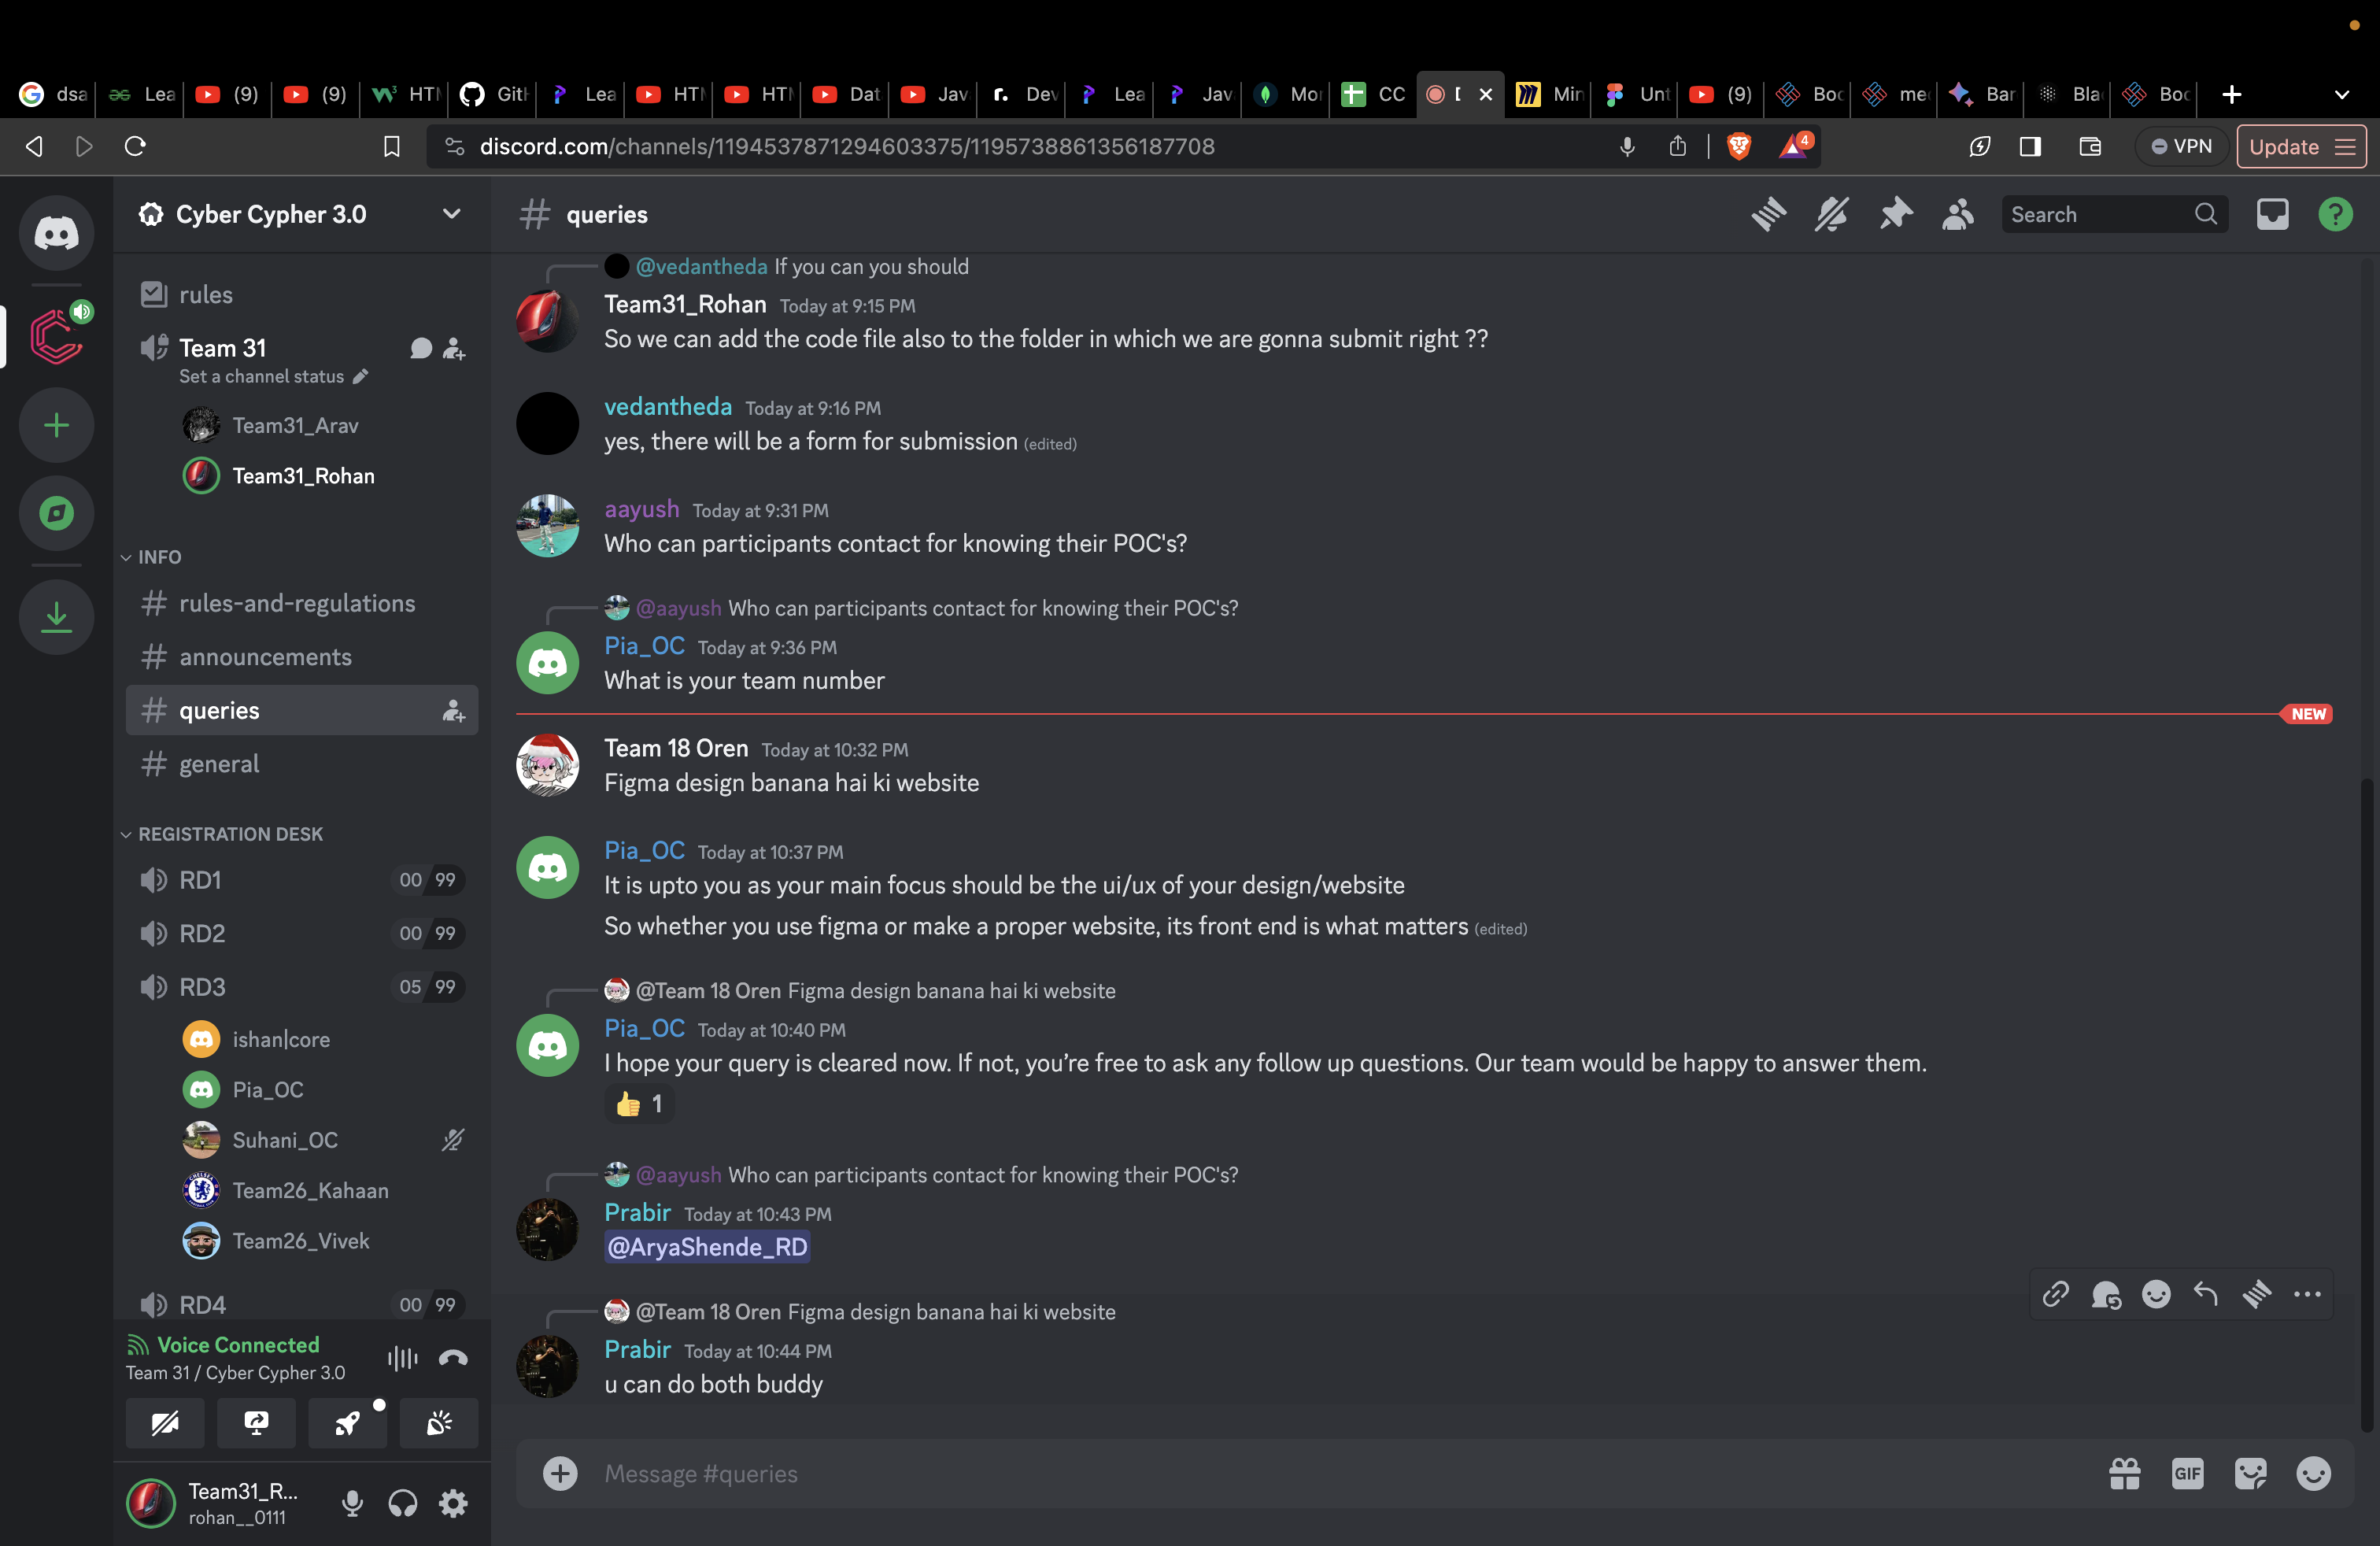 dsa
Lea
(9)
(9)
HTM
GitH
Lea
HTM
HTM
Dat
Jav
Dev
Lea
Jav
Mon
CC
Min
Unt
(9)
Boo
me
Bar
Bla
Boo
discord.com/channels/1194537871294603375/1195738861356187708
4
VPN
Update
Cyber Cypher 3.0
queries
Search
rules
Team 31
Set a channel status
Team31_Arav
Team31_Rohan
INFO
rules-and-regulations
announcements
queries
general
REGISTRATION DESK
RD1 00 99
RD2 00 99
RD3 05 99
ishan|core
Pia_OC
Suhani_OC
Team26_Kahaan
Team26_Vivek
RD4 00 99
Voice Connected
Team 31 / Cyber Cypher 3.0
Team31_R...
rohan__0111
@vedantheda If you can you should
Team31_Rohan Today at 9:15 PM
So we can add the code file also to the folder in which we are gonna submit right ??
vedantheda Today at 9:16 PM
yes, there will be a form for submission (edited)
aayush Today at 9:31 PM
Who can participants contact for knowing their POC's?
@aayush Who can participants contact for knowing their POC's?
Pia_OC Today at 9:36 PM
What is your team number
NEW
Team 18 Oren Today at 10:32 PM
Figma design banana hai ki website
Pia_OC Today at 10:37 PM
It is upto you as your main focus should be the ui/ux of your design/website
So whether you use figma or make a proper website, its front end is what matters (edited)
@Team 18 Oren Figma design banana hai ki website
Pia_OC Today at 10:40 PM
I hope your query is cleared now. If not, you’re free to ask any follow up questions. Our team would be happy to answer them.
1
@aayush Who can participants contact for knowing their POC's?
Prabir Today at 10:43 PM
@AryaShende_RD
@Team 18 Oren Figma design banana hai ki website
Prabir Today at 10:44 PM
u can do both buddy
Message #queries
GIF